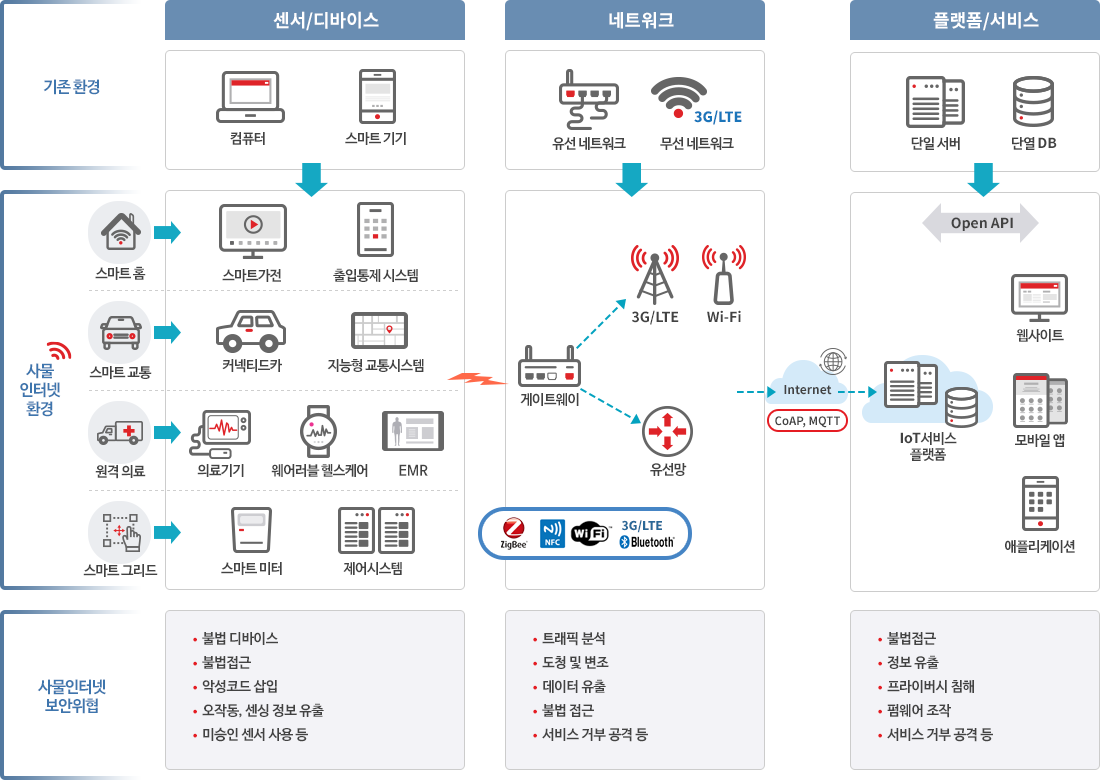 센서/디바이스
네트워크
플랫폼/서비스
기존 환경
컴퓨터
스마트 기기
3G/LTE
유선 네트워크
무선 네트워크
단일 서버
단열 DB
사물
인터넷
환경
스마트 홈
스마트가전
출입통제 시스템
스마트 교통
커넥티드카
지능형 교통시스템
원격 의료
의료기기
웨어러블 헬스케어
EMR
스마트 그리드
스마트 미터
제어시스템
3G/LTE
Wi-Fi
게이트웨이
유선망
ZigBee
N
NFC
WiFi
3G/LTE
Bluetooth
Internet
CoAP, MQTT
Open API
웹사이트
IoT서비스
플랫폼
모바일 앱
애플리케이션
사물인터넷
보안위협
• 불법 디바이스
• 불법접근
• 악성코드 삽입
• 오작동, 센싱 정보 유출
• 미승인 센서 사용 등
• 트래픽 분석
• 도청 및 변조
• 데이터 유출
• 불법 접근
• 서비스 거부 공격 등
• 불법접근
• 정보 유출
• 프라이버시 침해
• 펌웨어 조작
• 서비스 거부 공격 등